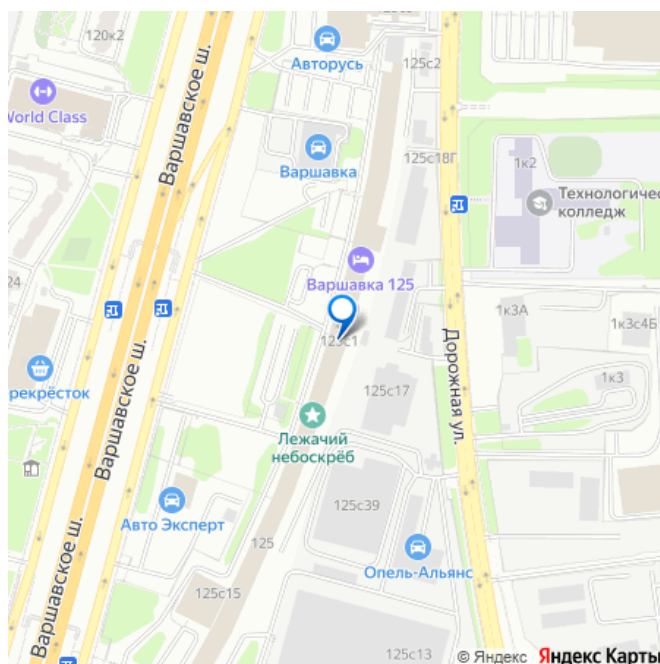 120к2
Авторусь
125с2
World Class
Варшавское ш.
Варшавка
125с18Г
1к2
Технологичес
колледж
Варшавка 125
24
1к3А
125с1
1к3с4Б
Дорожная ул.
рекрёсток
Варшавское ш.
125с17
1к3
Лежачий
небоскрёб
Авто Эксперт
125с39
125
Опель-Альянс
125с15
Варшавское ш.
125с13
© Яндекс Яндекс Карты